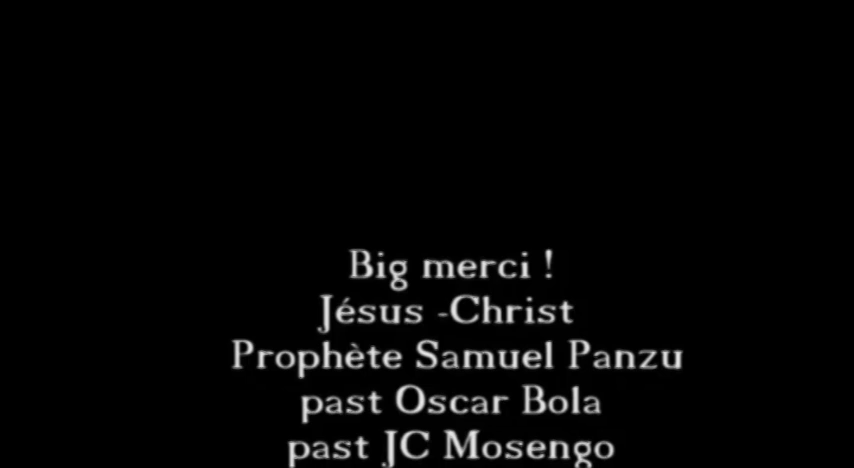 Big merci !
Jésus -Christ
Prophète Samuel Panzu
past Oscar Bola
past JC Mosengo